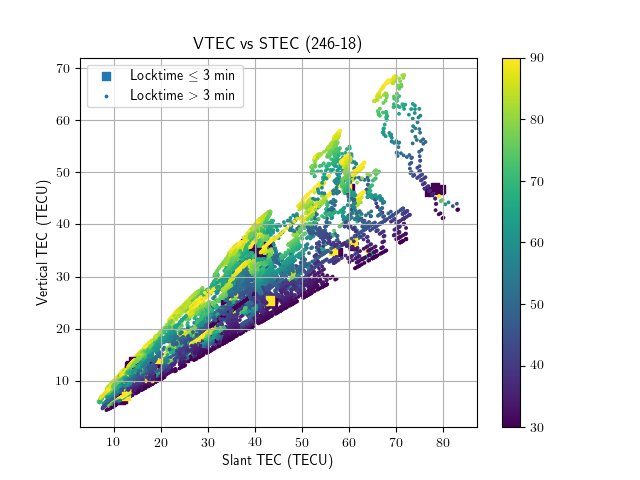 VTEC vs STEC (246-18)
Locktime ≤ 3 min
Locktime > 3 min
70
60
50
40
30
20
10
Vertical TEC (TECU)
10 20 30 40 50 60 70 80
Slant TEC (TECU)
90
80
70
60
50
40
30